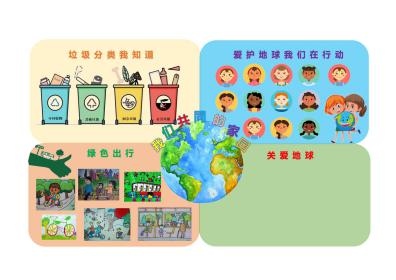 垃圾分类我知道
爱护地球我们在行动
我们共同的家园
绿色出行
关爱地球